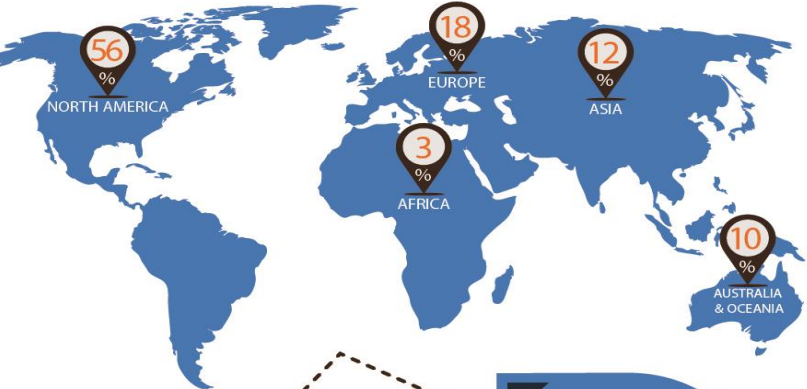 56
%
NORTH AMERICA
18
%
EUROPE
12
%
ASIA
3
%
AFRICA
10
%
AUSTRALIA
& OCEANIA